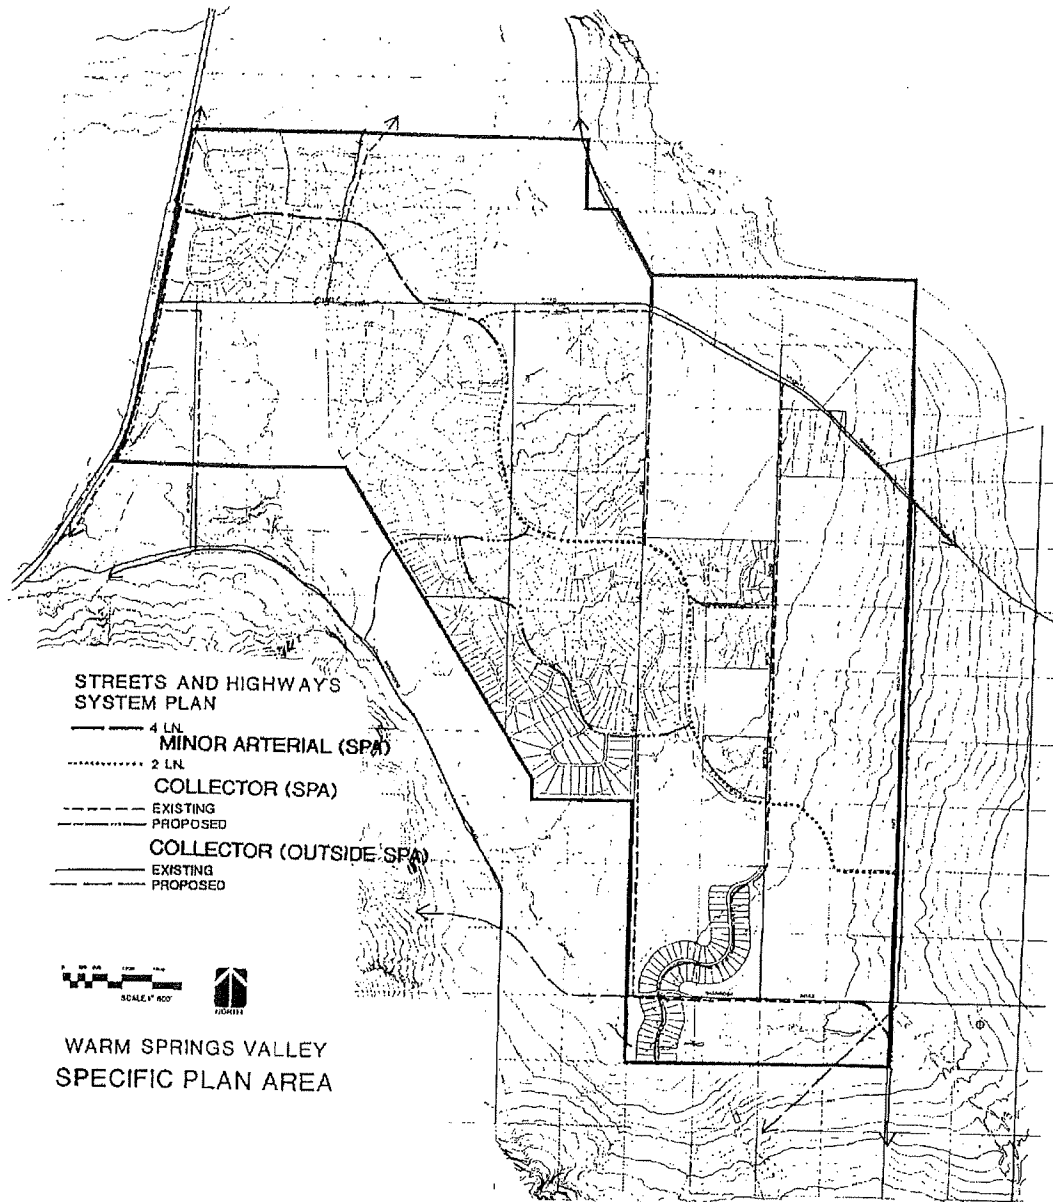 STREETS AND HIGHWAYS
SYSTEM PLAN
4 LN.
MINOR ARTERIAL (SPA)
2 LN.
COLLECTOR (SPA)
EXISTING
PROPOSED
COLLECTOR (OUTSIDE SPA)
EXISTING
PROPOSED
NORTH
WARM SPRINGS VALLEY
SPECIFIC PLAN AREA